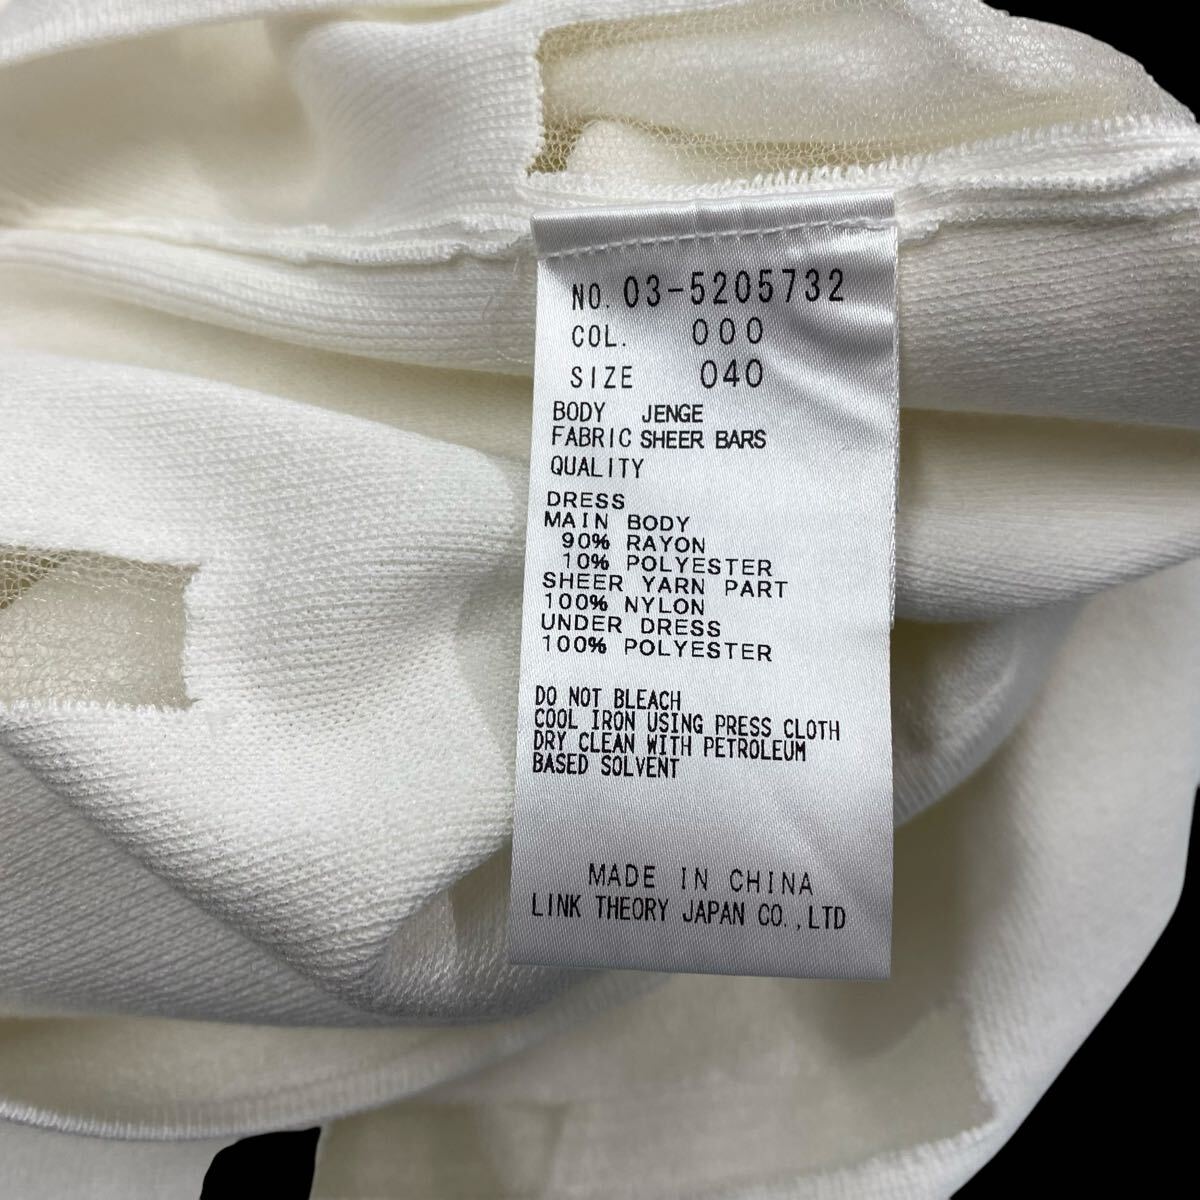 NO. 03-5205732
COL. 000
SIZE 040
BODY JENGE
FABRIC SHEER BARS
QUALITY
DRESS
MAIN BODY
90% RAYON
10% POLYESTER
SHEER YARN PART
100% NYLON
UNDER DRESS
100% POLYESTER
DO NOT BLEACH
COOL IRON USING PRESS CLOTH
DRY CLEAN WITH PETROLEUM
BASED SOLVENT
MADE IN CHINA
LINK THEORY JAPAN CO.,LTD